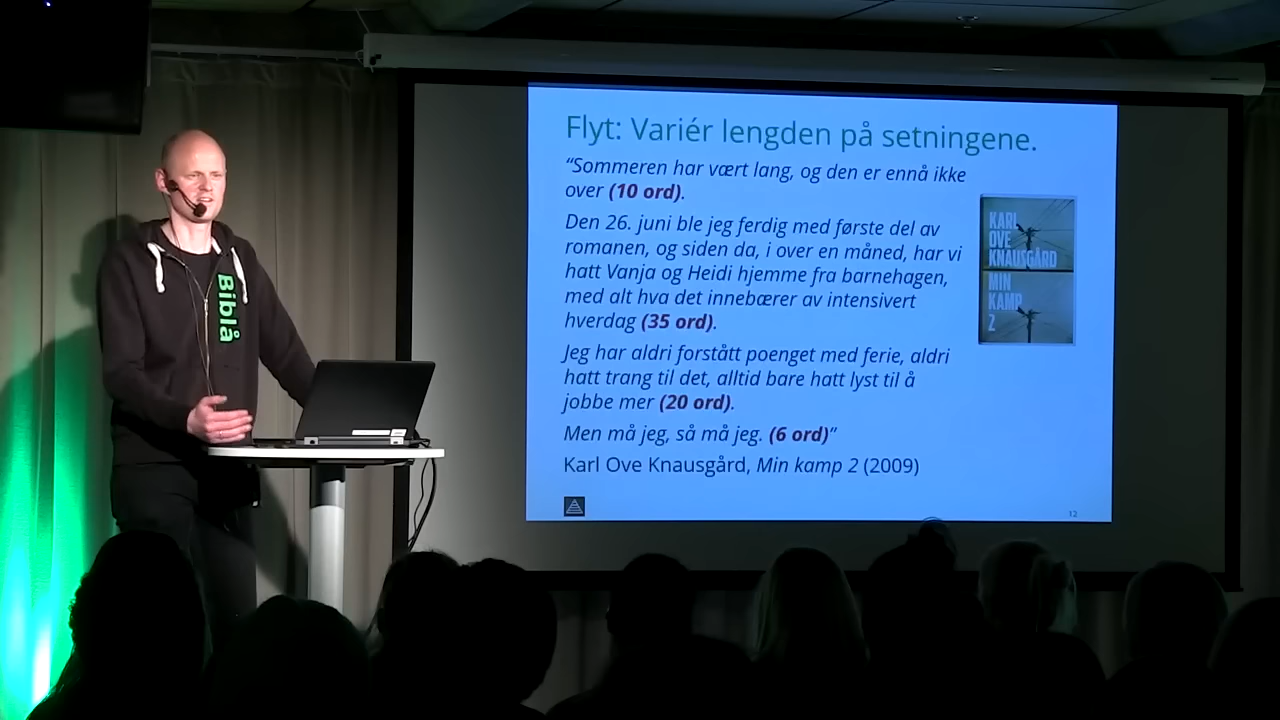 Flyt: Variér lengden på setningene.
“Sommeren har vært lang, og den er ennå ikke
over (10 ord).
Den 26. juni ble jeg ferdig med første del av
romanen, og siden da, i over en måned, har vi
hatt Vanja og Heidi hjemme fra barnehagen,
med alt hva det innebærer av intensivert
hverdag (35 ord).
Jeg har aldri forstått poenget med ferie, aldri
hatt trang til det, alltid bare hatt lyst til å
jobbe mer (20 ord).
Men må jeg, så må jeg. (6 ord)”
Karl Ove Knausgård, Min kamp 2 (2009)
KARL
OVE
KNAUSGÅRD
MIN
KAMP
2
12
Biblå